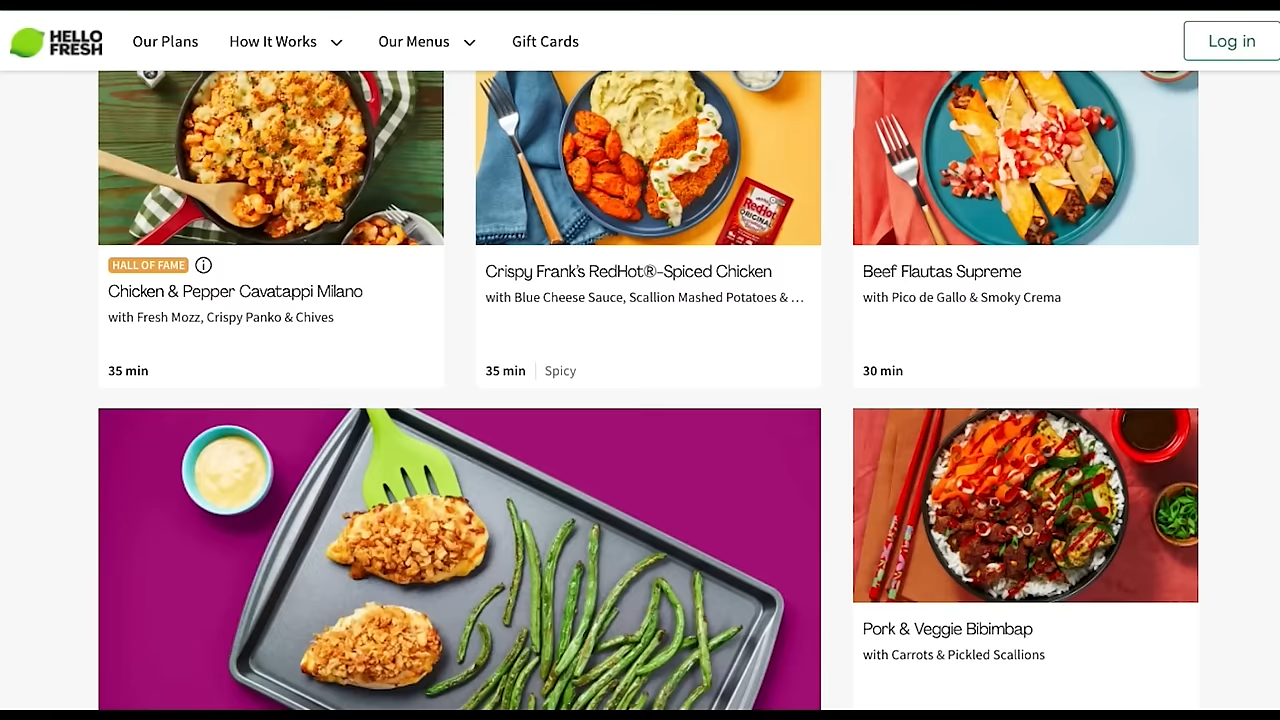 HELLO
FRESH
Our Plans
How It Works
Our Menus
Gift Cards
Log in
RedHot
ORIGINAL
HALL OF FAME
Chicken & Pepper Cavatappi Milano
with Fresh Mozz, Crispy Panko & Chives
35 min
Crispy Frank's RedHot®-Spiced Chicken
with Blue Cheese Sauce, Scallion Mashed Potatoes & ...
35 min
Spicy
Beef Flautas Supreme
with Pico de Gallo & Smoky Crema
30 min
Pork & Veggie Bibimbap
with Carrots & Pickled Scallions